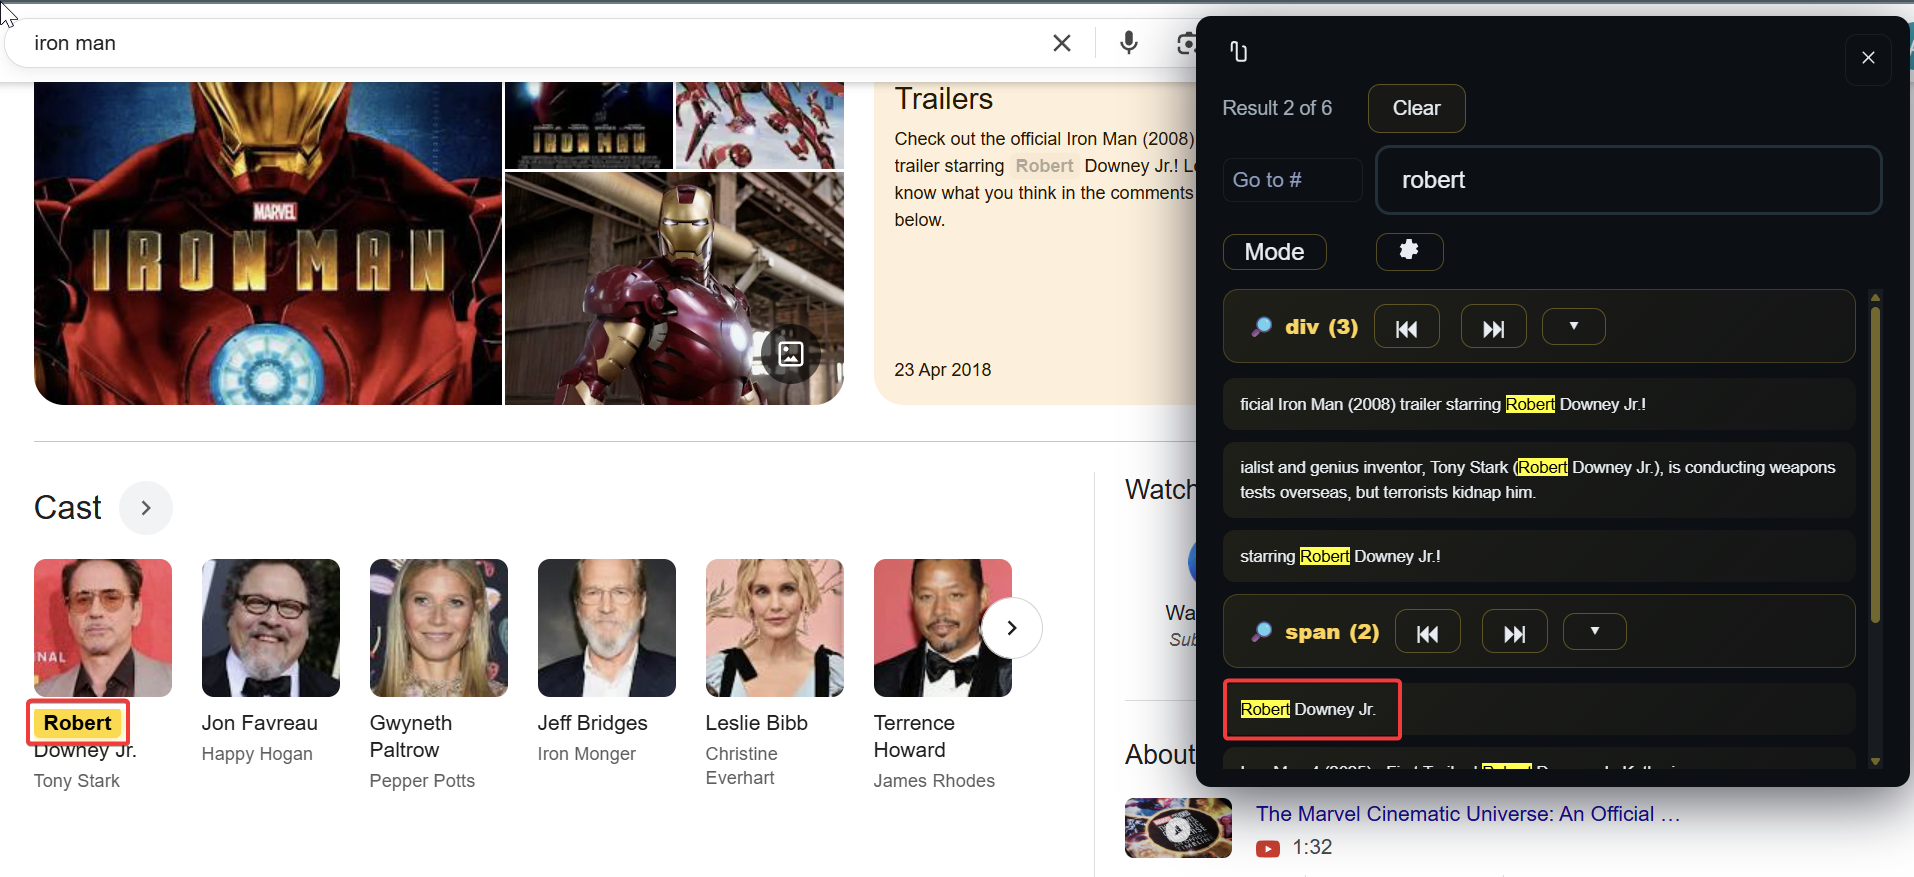 iron man
MARVEL
IRON MAN
IRON MAN
Trailers
Check out the official Iron Man (2008)
trailer starring Robert Downey Jr.!
know what you think in the comments
below.
23 Apr 2018
Cast
NAL
Robert
Downey Jr.
Tony Stark
Jon Favreau
Happy Hogan
Gwyneth
Paltrow
Pepper Potts
Jeff Bridges
Iron Monger
Leslie Bibb
Christine
Everhart
Terrence
Howard
James Rhodes
Watch
Wa
Sub
About
The Marvel Cinematic Universe: An Official …
1:32
Result 2 of 6
Clear
Go to #
robert
Mode
div (3)
ficial Iron Man (2008) trailer starring Robert Downey Jr.!
ialist and genius inventor, Tony Stark (Robert Downey Jr.), is conducting weapons
tests overseas, but terrorists kidnap him.
starring Robert Downey Jr.!
span (2)
Robert Downey Jr.